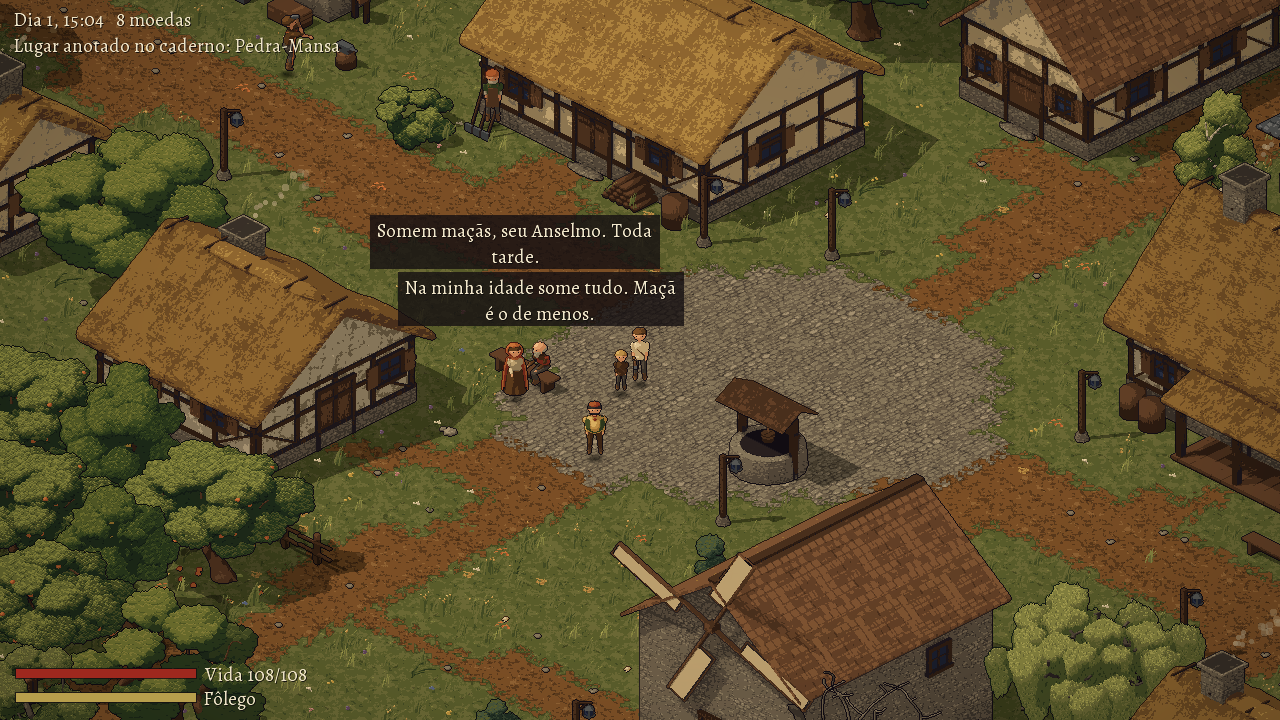 Dia 1, 15:04 8 moedas
Lugar anotado no caderno: Pedra-Mansa
Somem maçãs, seu Anselmo. Toda
tarde.
Na minha idade some tudo. Maçã
é o de menos.
Vida 108/108
Fôlego